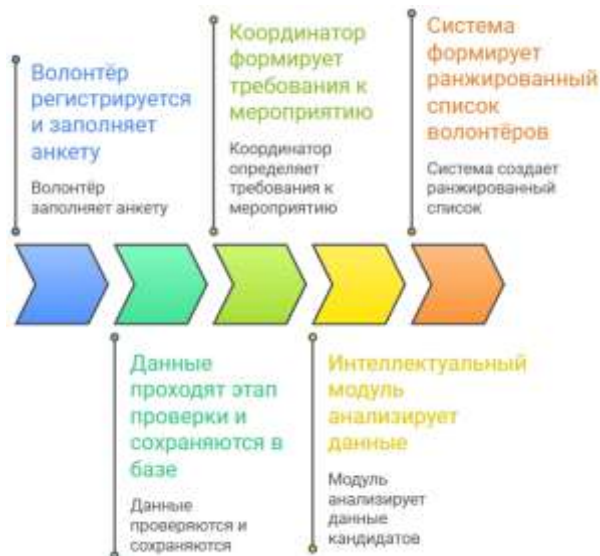 Волонтёр
регистрируется
и заполняет
анкету
Волонтёр
заполняет анкету
Координатор
формирует
требования к
мероприятию
Координатор
определяет
требования к
мероприятию
Система
формирует
ранжированный
список
волонтёров
Система создает
ранжированный
список
Данные
проходят этап
проверки и
сохраняются в
базе
Данные
проверяются и
сохраняются
Интеллектуальный
модуль
анализирует
данные
Модуль
анализирует
данные
кандидатов